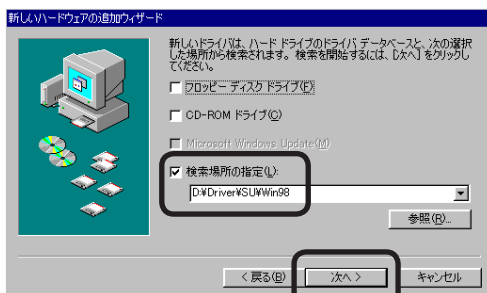 新しいハードウェアの追加ウィザード
新しいドライバは、ハード ドライブのドライバ データベースと、次の選択
した場所から検索されます。検索を開始するには、[次へ] をクリックし
てください。
フロッピー ディスク ドライブ(F)
CD-ROM ドライブ(C)
Microsoft Windows Update(M)
検索場所の指定(L):
D:¥Driver¥SU¥Win98
参照(R)...
< 戻る(B)
次へ >
キャンセル